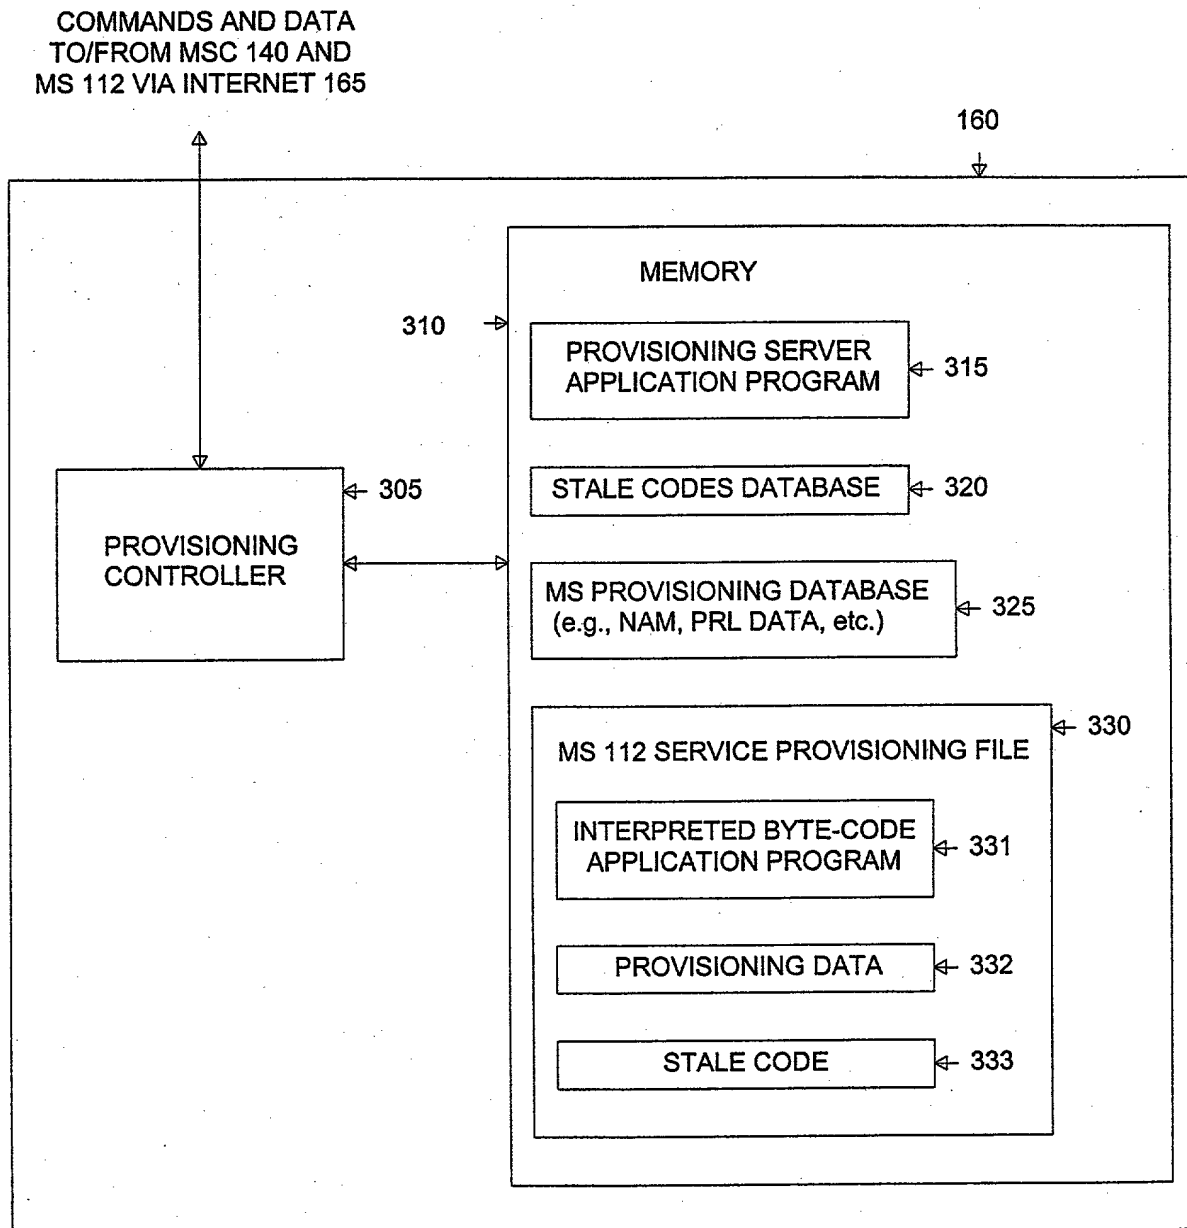 COMMANDS AND DATA
TO/FROM MSC 140 AND
MS 112 VIA INTERNET 165
160
MEMORY
310
PROVISIONING SERVER
APPLICATION PROGRAM
315
STALE CODES DATABASE
320
305
PROVISIONING
CONTROLLER
MS PROVISIONING DATABASE
(e.g., NAM, PRL DATA, etc.)
325
330
MS 112 SERVICE PROVISIONING FILE
INTERPRETED BYTE-CODE
APPLICATION PROGRAM
331
PROVISIONING DATA
332
STALE CODE
333